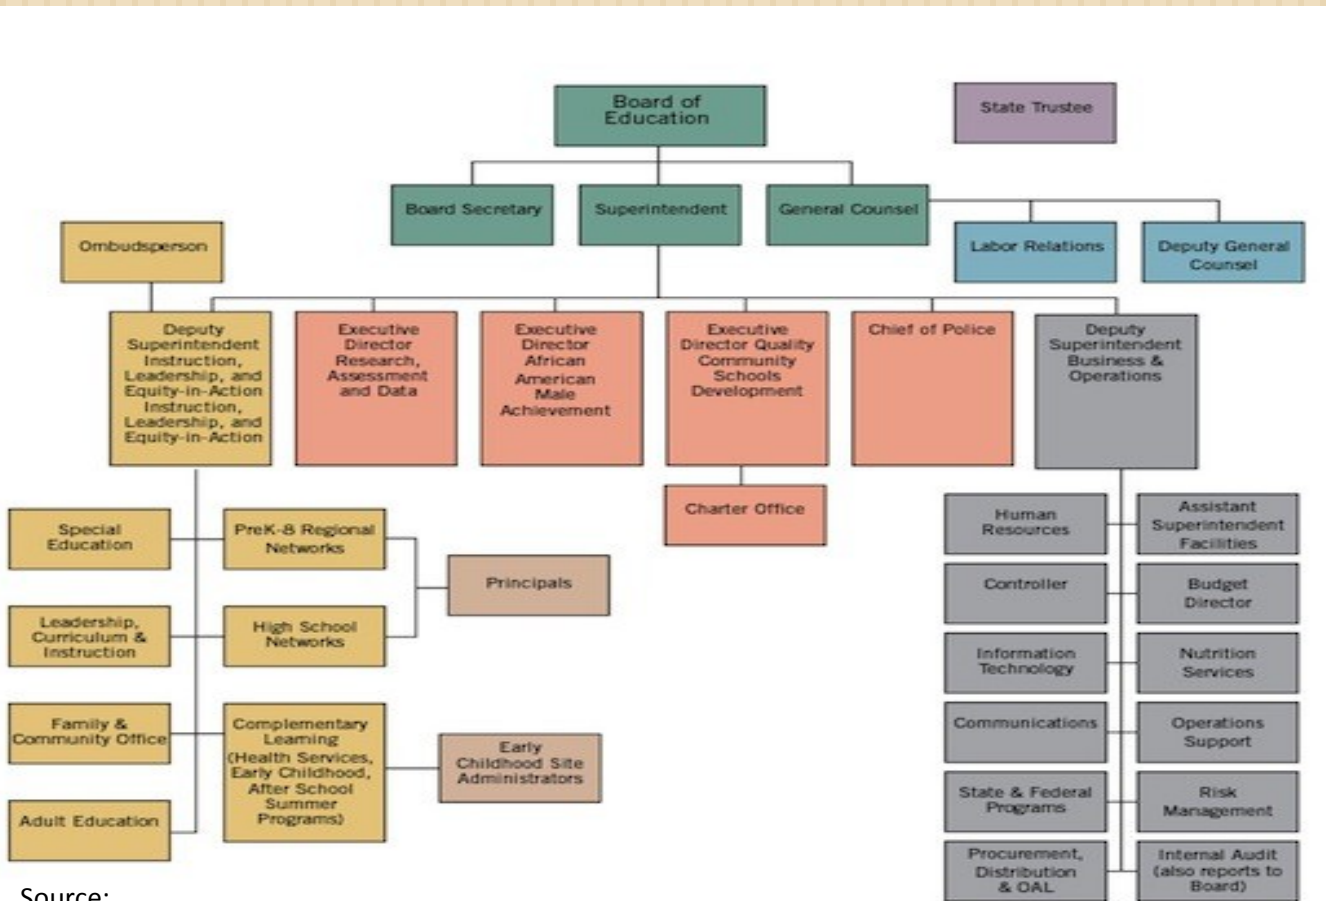 Board of
Education
State Trustee
Board Secretary
Superintendent
General Counsel
Ombudsperson
Labor Relations
Deputy General
Counsel
Deputy
Superintendent
Instruction,
Leadership, and
Equity-in-Action
Instruction,
Leadership, and
Equity-in-Action
Executive
Director
Research,
Assessment
and Data
Executive
Director
African
American
Male
Achievement
Executive
Director Quality
Community
Schools
Development
Chief of Police
Deputy
Superintendent
Business &
Operations
Charter Office
Special
Education
PreK-8 Regional
Networks
Principals
Leadership,
Curriculum &
Instruction
High School
Networks
Family &
Community Office
Complementary
Learning
(Health Services,
Early Childhood,
After School
Summer
Programs)
Early
Childhood Site
Administrators
Adult Education
Human
Resources
Assistant
Superintendent
Facilities
Controller
Budget
Director
Information
Technology
Nutrition
Services
Communications
Operations
Support
State & Federal
Programs
Risk
Management
Procurement,
Distribution
& OAL
Internal Audit
(also reports to
Board)
Source: